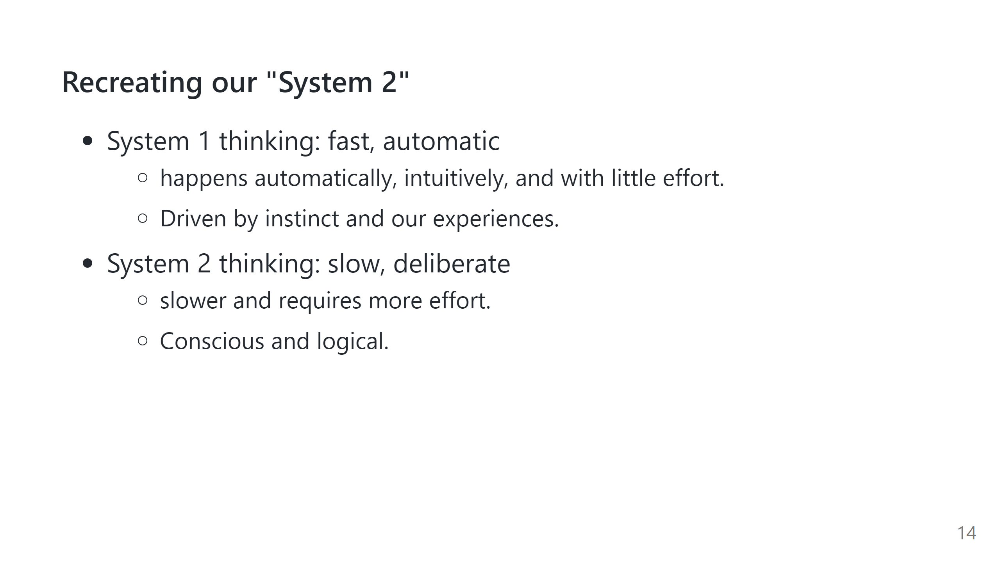 Recreating our "System 2"
System 1 thinking: fast, automatic
happens automatically, intuitively, and with little effort.
Driven by instinct and our experiences.
System 2 thinking: slow, deliberate
slower and requires more effort.
Conscious and logical.
14